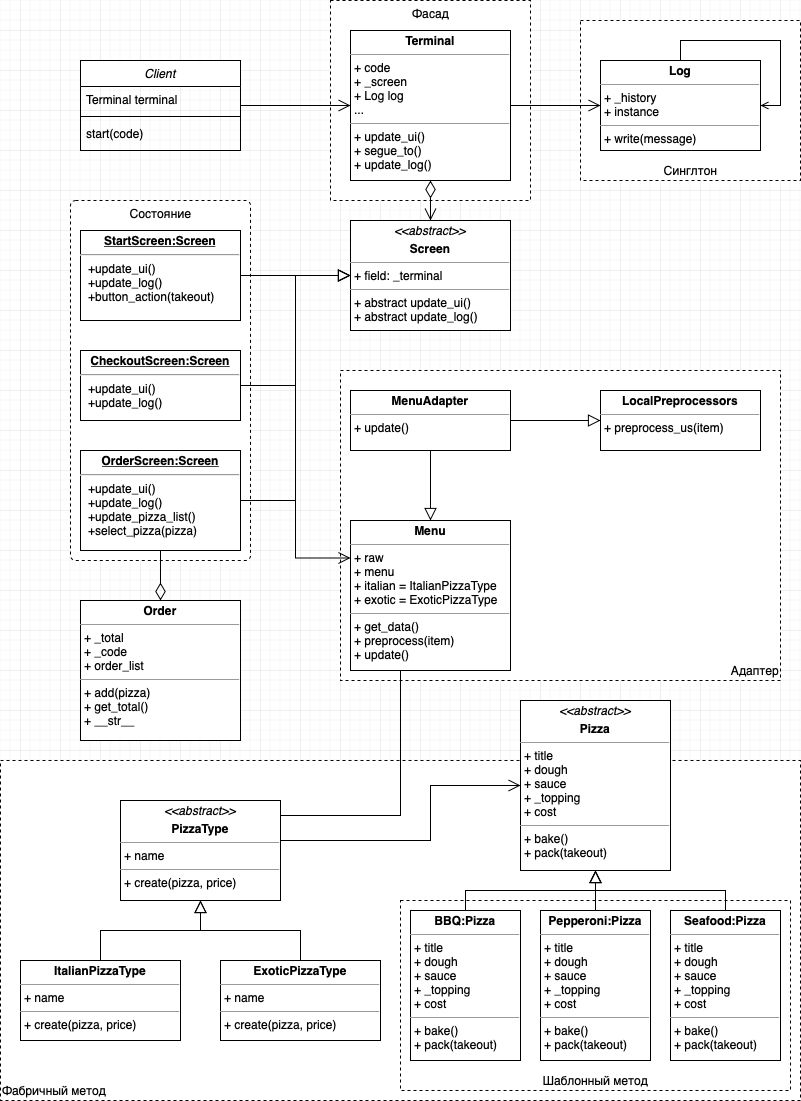 Фасад
Terminal
+ code
+ _screen
+ Log log
...
+ update_ui()
+ segue_to()
+ update_log()
Client
Terminal terminal
start(code)
Log
+ _history
+ instance
+ write(message)
Синглтон
Состояние
StartScreen:Screen
+update_ui()
+update_log()
+button_action(takeout)
<<abstract>>
Screen
+ field: _terminal
+ abstract update_ui()
+ abstract update_log()
CheckoutScreen:Screen
+update_ui()
+update_log()
OrderScreen:Screen
+update_ui()
+update_log()
+update_pizza_list()
+select_pizza(pizza)
MenuAdapter
+ update()
LocalPreprocessors
+ preprocess_us(item)
Menu
+ raw
+ menu
+ italian = ItalianPizzaType
+ exotic = ExoticPizzaType
+ get_data()
+ preprocess(item)
+ update()
Адаптер
Order
+ _total
+ _code
+ order_list
+ add(pizza)
+ get_total()
+ __str__
<<abstract>>
Pizza
+ title
+ dough
+ sauce
+ _topping
+ cost
+ bake()
+ pack(takeout)
<<abstract>>
PizzaType
+ name
+ create(pizza, price)
ItalianPizzaType
+ name
+ create(pizza, price)
ExoticPizzaType
+ name
+ create(pizza, price)
BBQ:Pizza
+ title
+ dough
+ sauce
+ _topping
+ cost
+ bake()
+ pack(takeout)
Pepperoni:Pizza
+ title
+ dough
+ sauce
+ _topping
+ cost
+ bake()
+ pack(takeout)
Seafood:Pizza
+ title
+ dough
+ sauce
+ _topping
+ cost
+ bake()
+ pack(takeout)
Шаблонный метод
Фабричный метод